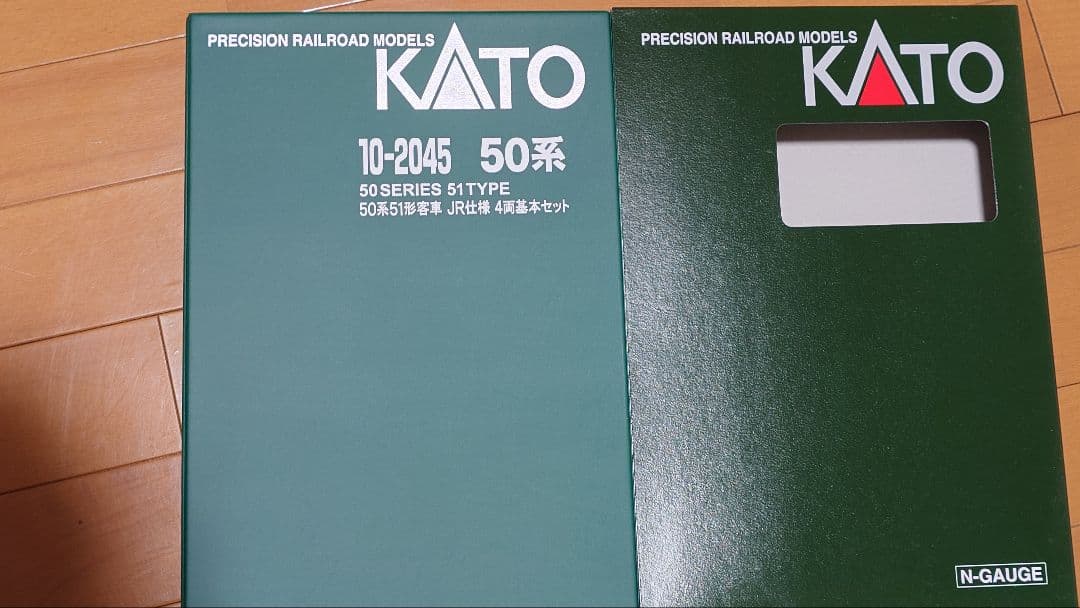 PRECISION RAILROAD MODELS
KATO
10-2045 50系
50 SERIES 51 TYPE
50系51形客車 JR仕様 4両基本セット
PRECISION RAILROAD MODELS
KATO
N-GAUGE